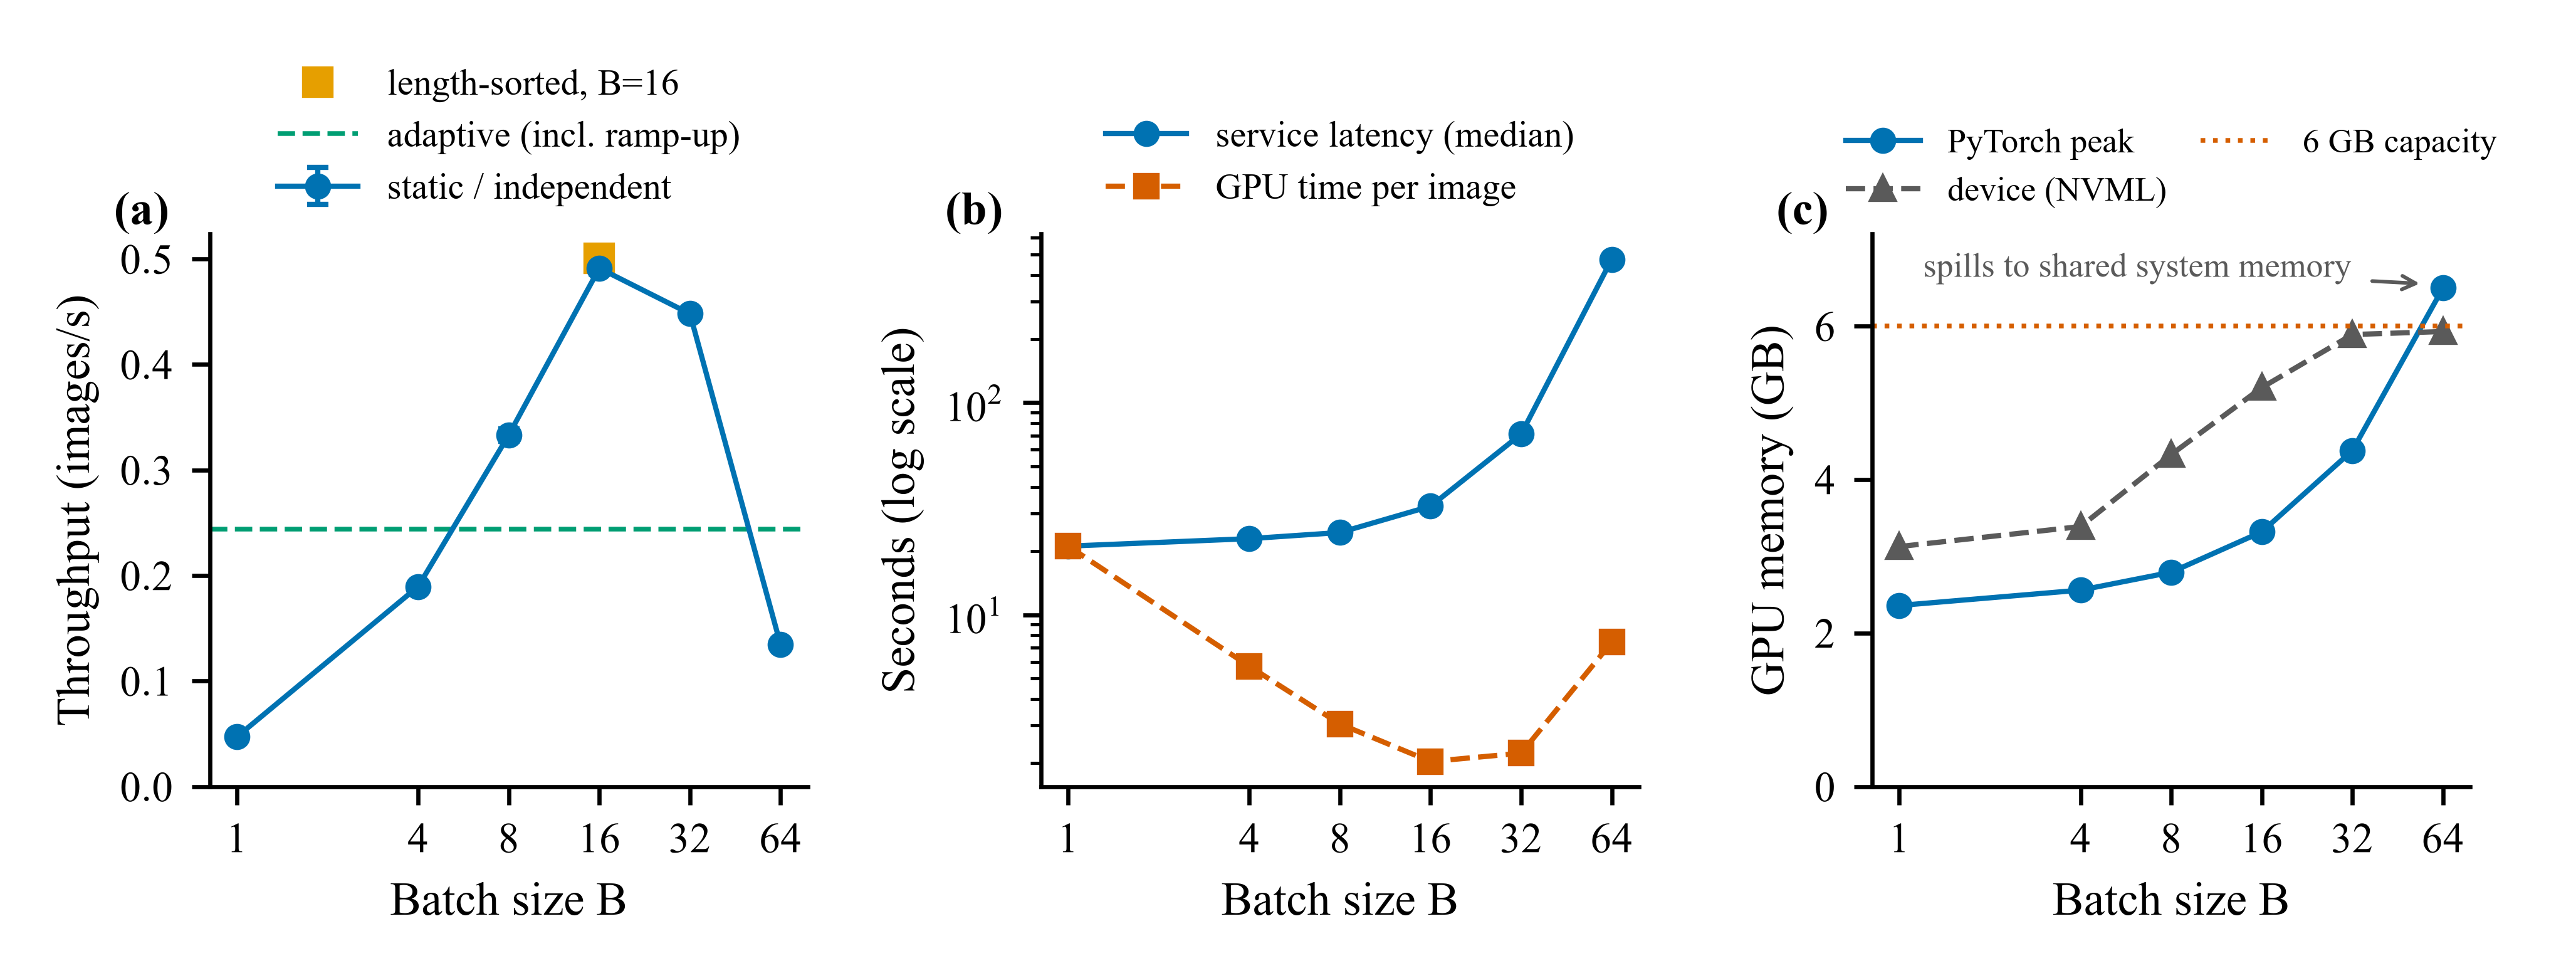 length-sorted, B=16
adaptive (incl. ramp-up)
static / independent
(a)
0.5
0.4
0.3
0.2
0.1
0.0
Throughput (images/s)
1 4 8 16 32 64
Batch size B
service latency (median)
GPU time per image
(b)
10²
10¹
Seconds (log scale)
1 4 8 16 32 64
Batch size B
PyTorch peak
6 GB capacity
device (NVML)
(c)
spills to shared system memory
6
4
2
0
GPU memory (GB)
1 4 8 16 32 64
Batch size B